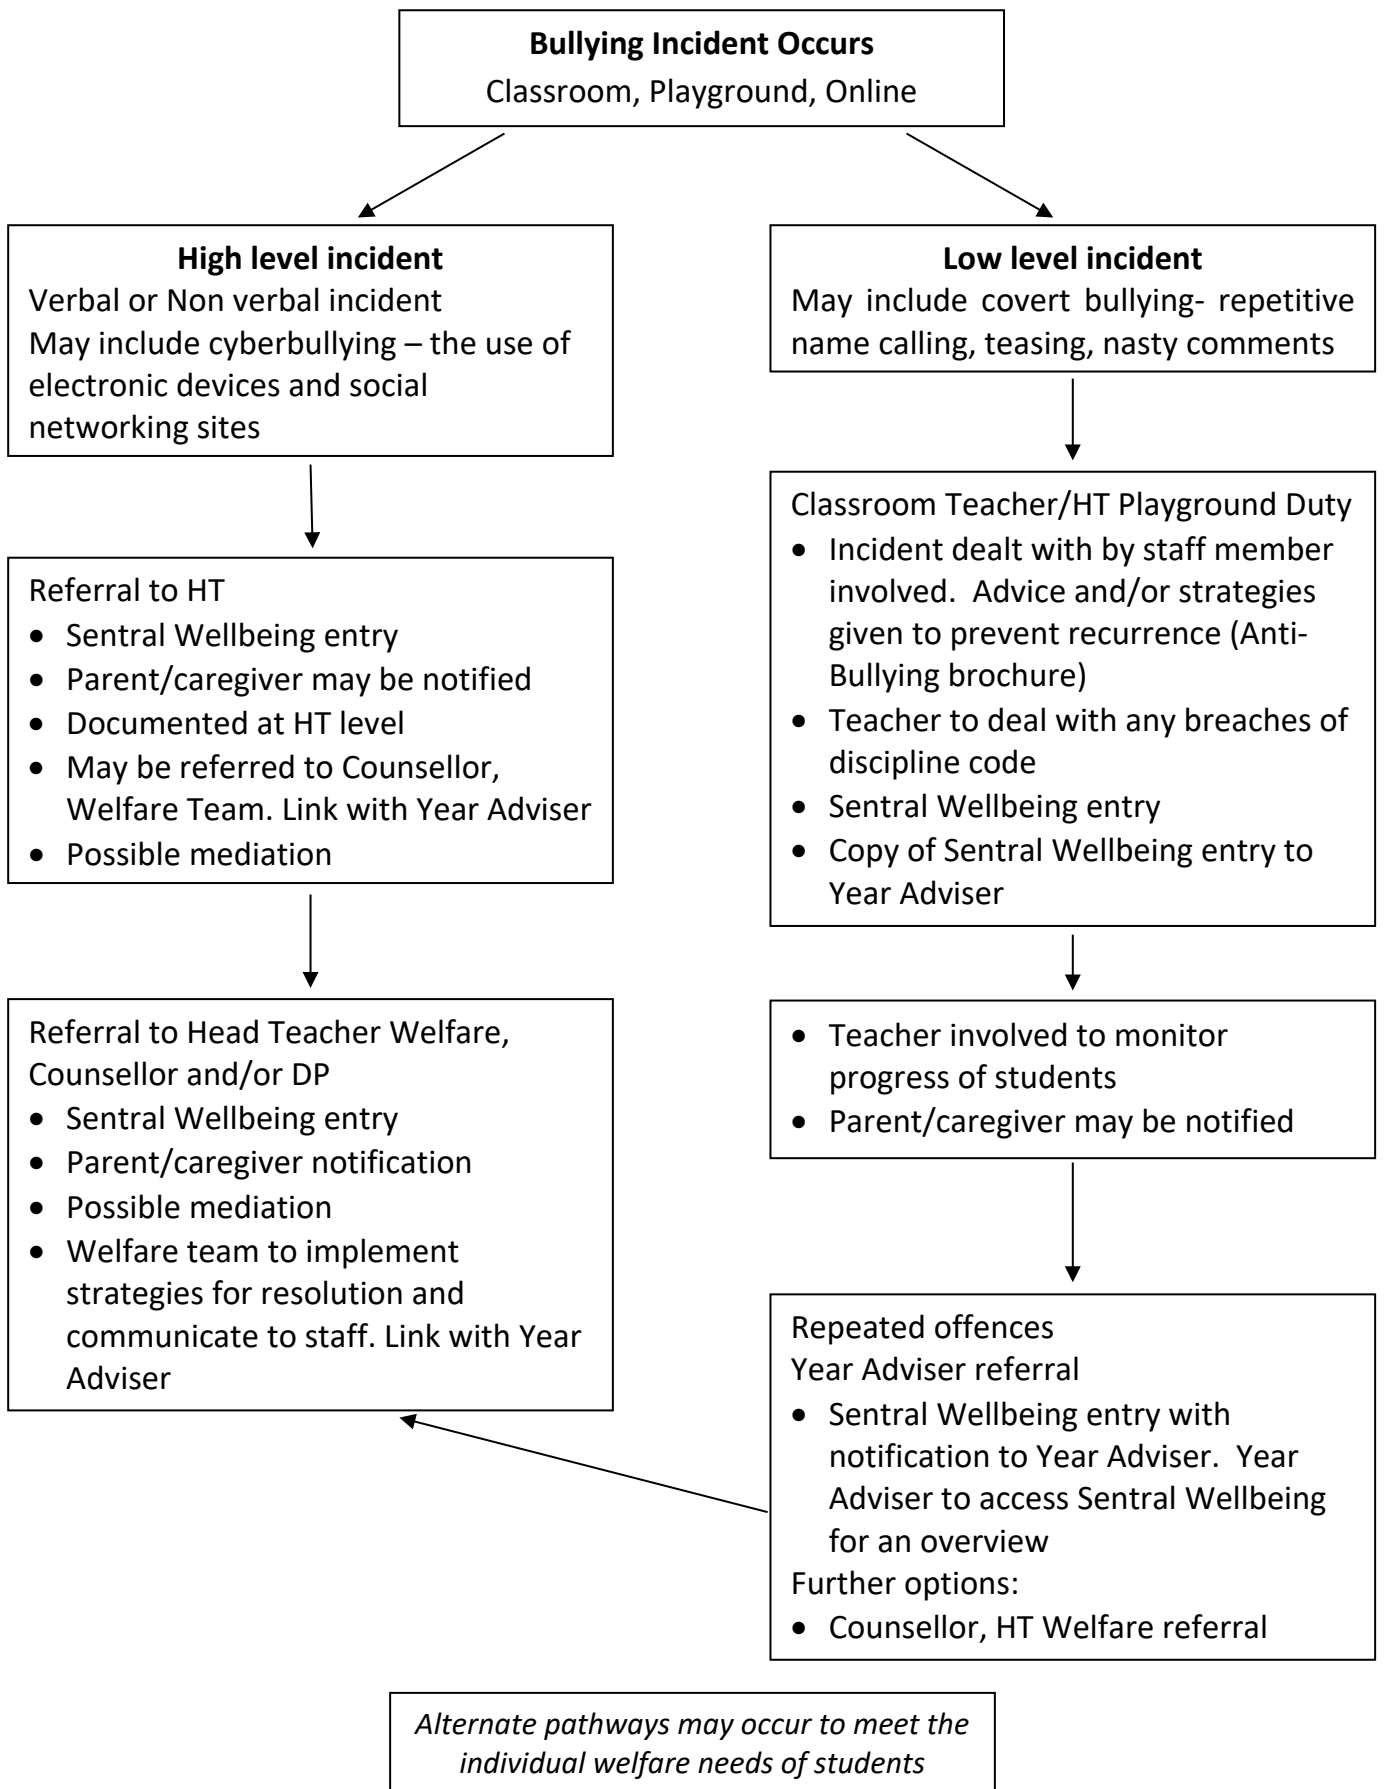 Bullying Incident Occurs
Classroom, Playground, Online
High level incident
Verbal or Non verbal incident
May include cyberbullying – the use of
electronic devices and social
networking sites
Referral to HT
• Sentral Wellbeing entry
• Parent/caregiver may be notified
• Documented at HT level
• May be referred to Counsellor,
Welfare Team. Link with Year Adviser
• Possible mediation
Referral to Head Teacher Welfare,
Counsellor and/or DP
• Sentral Wellbeing entry
• Parent/caregiver notification
• Possible mediation
• Welfare team to implement
strategies for resolution and
communicate to staff. Link with Year
Adviser
Low level incident
May include covert bullying- repetitive
name calling, teasing, nasty comments
Classroom Teacher/HT Playground Duty
• Incident dealt with by staff member
involved.  Advice and/or strategies
given to prevent recurrence (Anti-
Bullying brochure)
• Teacher to deal with any breaches of
discipline code
• Sentral Wellbeing entry
• Copy of Sentral Wellbeing entry to
Year Adviser
• Teacher involved to monitor
progress of students
• Parent/caregiver may be notified
Repeated offences
Year Adviser referral
• Sentral Wellbeing entry with
notification to Year Adviser.  Year
Adviser to access Sentral Wellbeing
for an overview
Further options:
• Counsellor, HT Welfare referral
Alternate pathways may occur to meet the
individual welfare needs of students